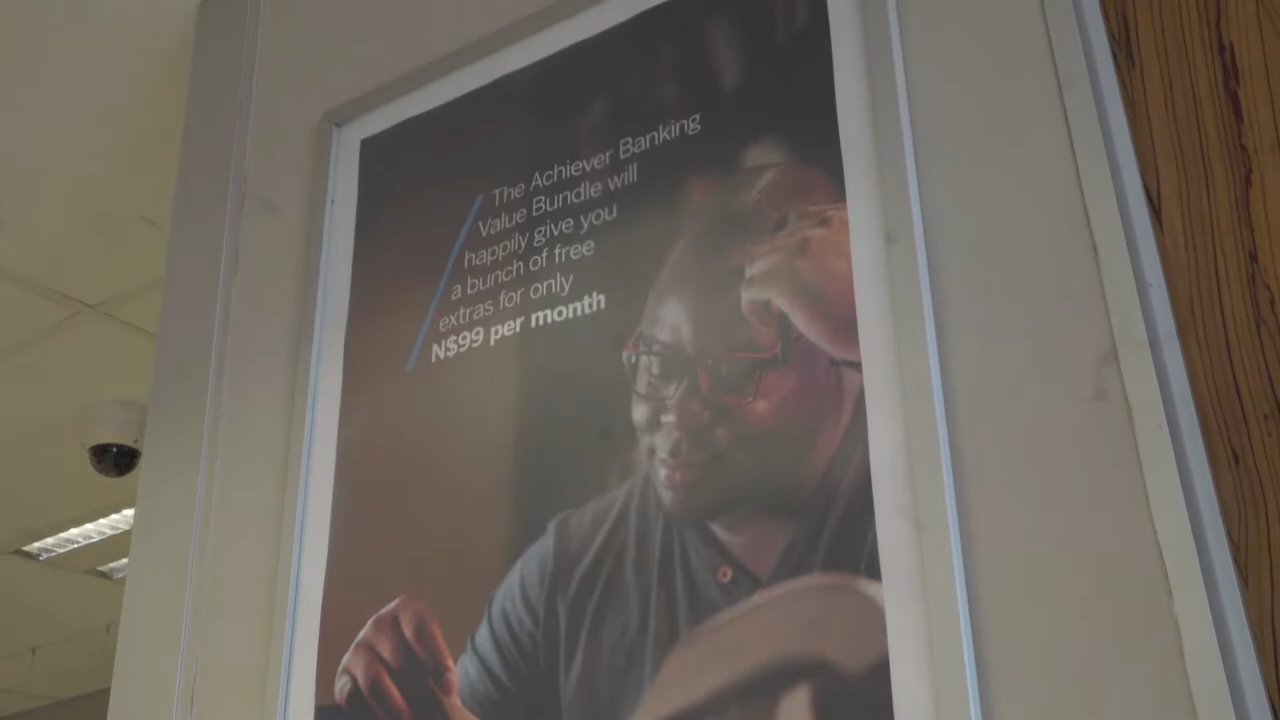 The Achiever Banking
Value Bundle will
happily give you
a bunch of free
extras for only
N$99 per month